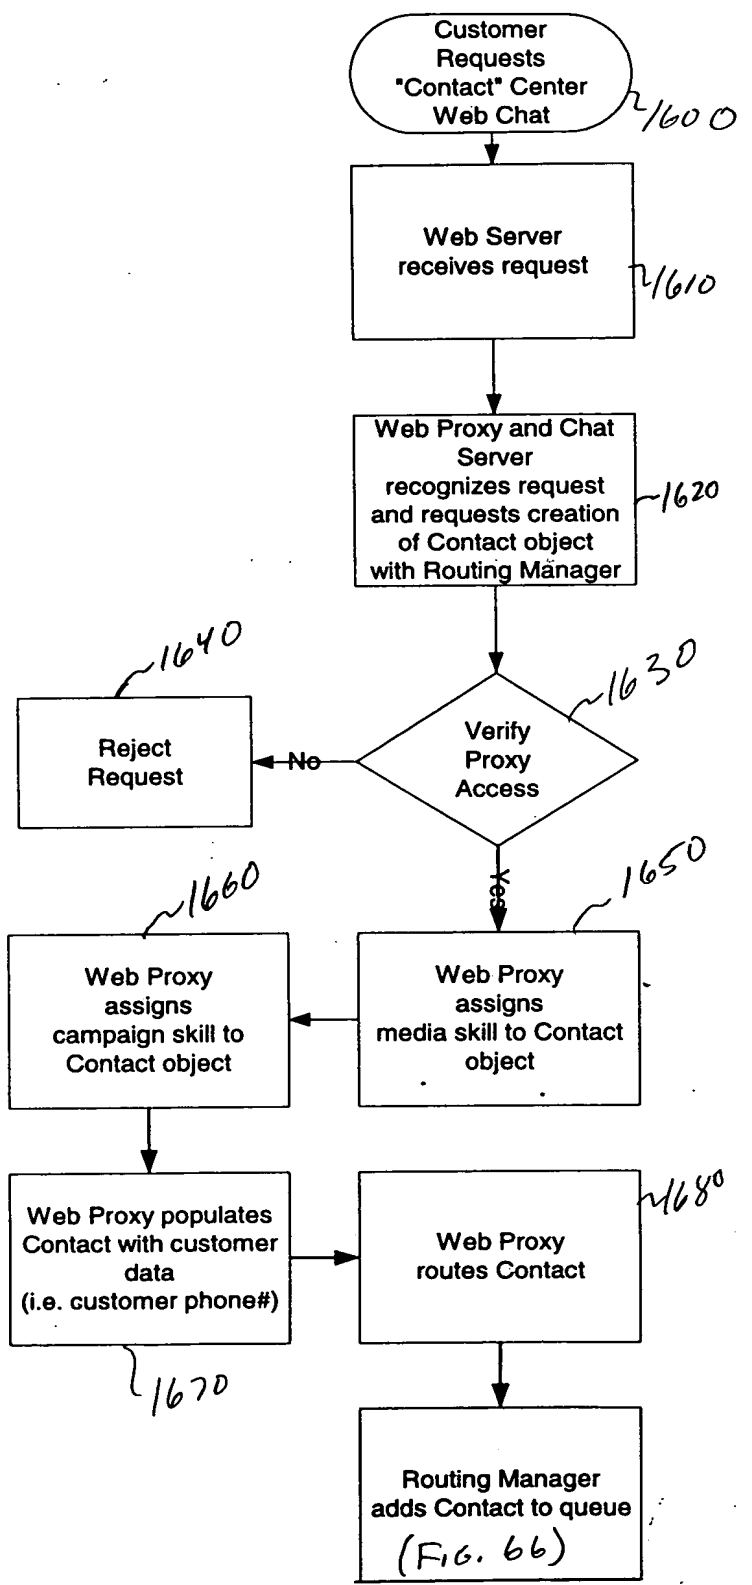 Customer
Requests
"Contact" Center
Web Chat
1600
Web Server
receives request
1610
Web Proxy and Chat
Server
recognizes request
and requests creation
of Contact object
with Routing Manager
1620
1630
Verify
Proxy
Access
No
1640
Reject
Request
Yes
1650
Web Proxy
assigns
media skill to Contact
object
1660
Web Proxy
assigns
campaign skill to
Contact object
Web Proxy populates
Contact with customer
data
(i.e. customer phone#)
1670
1680
Web Proxy
routes Contact
Routing Manager
adds Contact to queue
(FIG. 66)